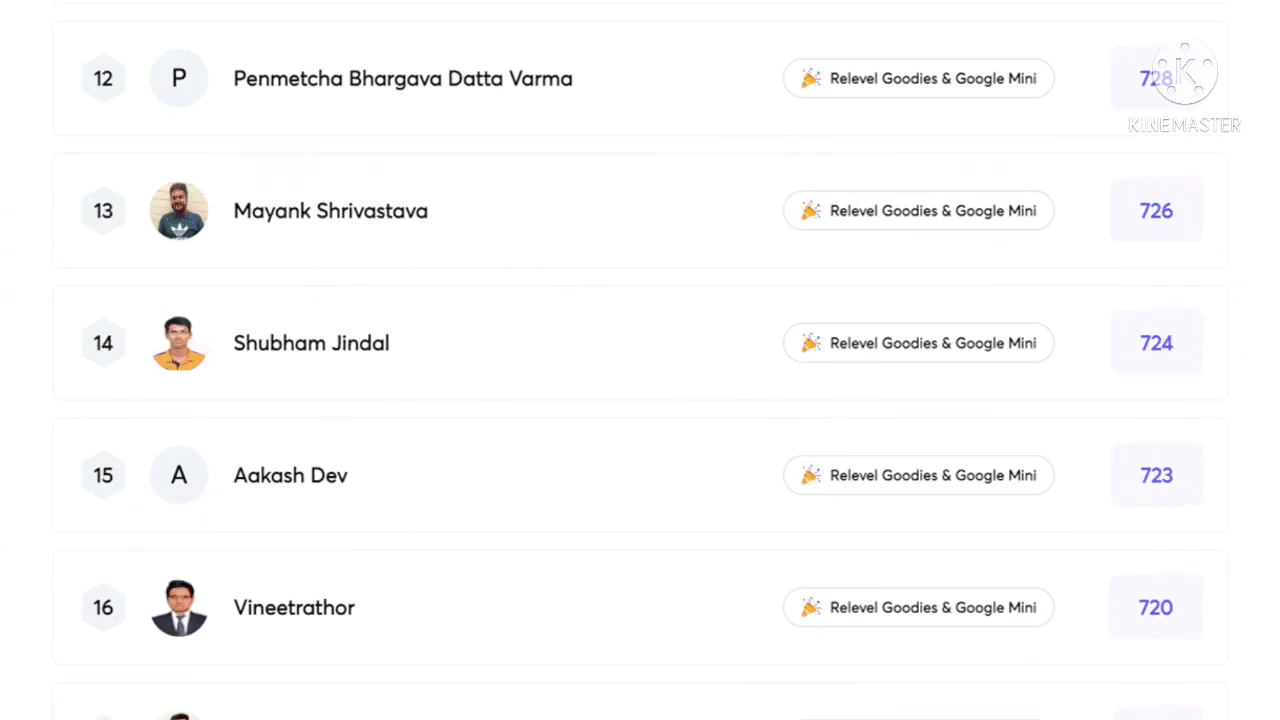 12 P Penmetcha Bhargava Datta Varma Relevel Goodies & Google Mini 728
K
KINEMASTER
13 Mayank Shrivastava Relevel Goodies & Google Mini 726
14 Shubham Jindal Relevel Goodies & Google Mini 724
15 A Aakash Dev Relevel Goodies & Google Mini 723
16 Vineetrathor Relevel Goodies & Google Mini 720